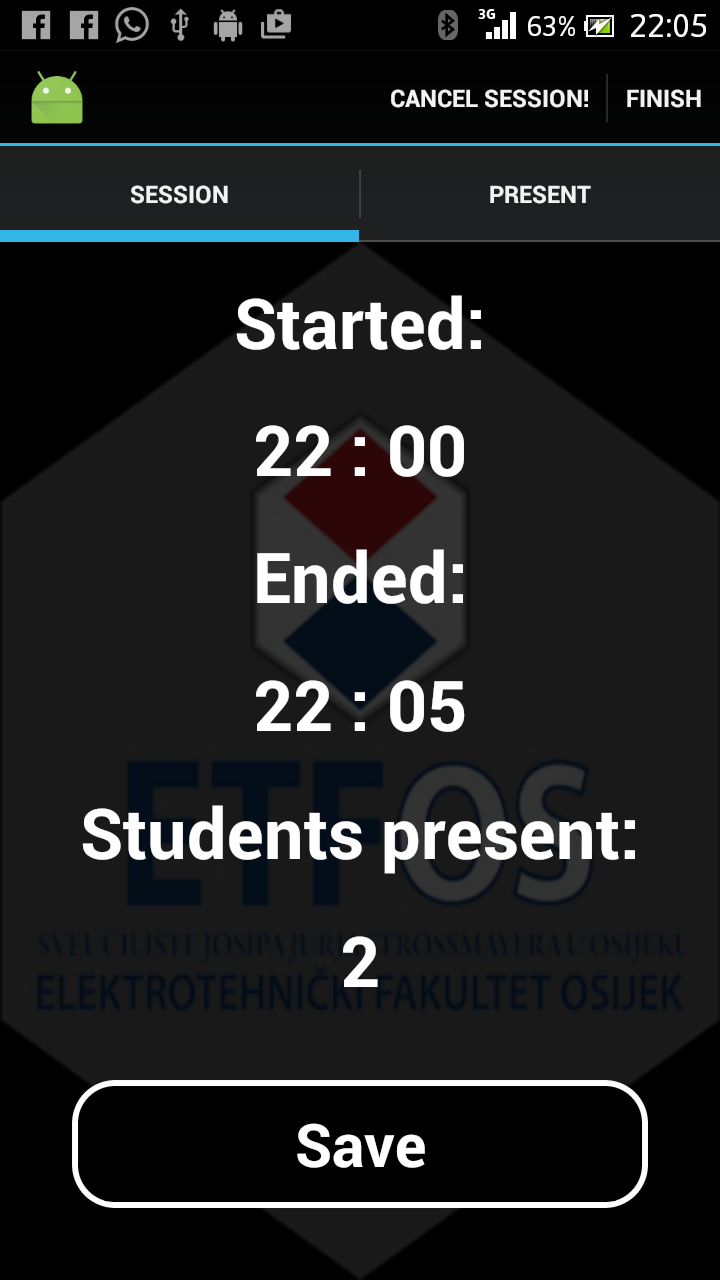 3G 63% 22:05
CANCEL SESSION! FINISH
SESSION PRESENT
Started:
22 : 00
Ended:
22 : 05
ETFOS
Students present:
SVEUČILIŠTE JOSIPA JURJA STROSSMAYERA U OSIJEKU
2
ELEKTROTEHNIČKI FAKULTET OSIJEK
Save